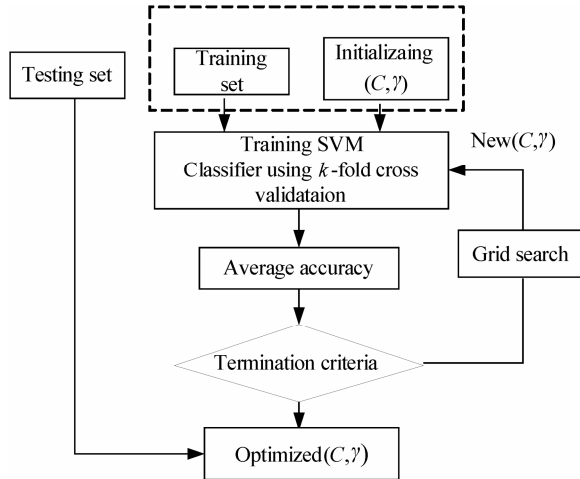 Testing set
Training
set
Initializaing
(C,γ)
Training SVM
Classifier using k-fold cross
validataion
New(C,γ)
Average accuracy
Grid search
Termination criteria
Optimized(C,γ)